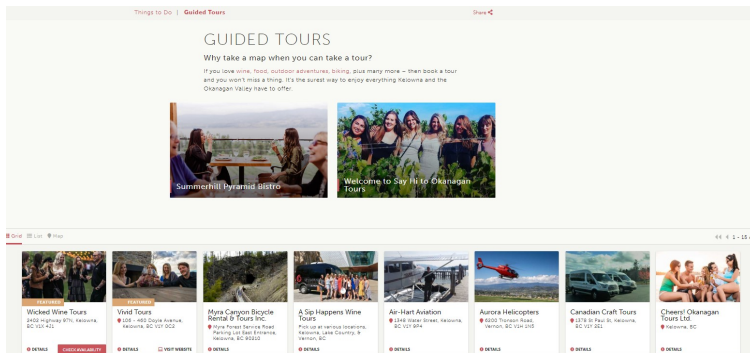 Things to Do | Guided Tours
Share
GUIDED TOURS
Why take a map when you can take a tour?
If you love wine, food, outdoor adventures, biking, plus many more – then book a tour
and you won't miss a thing. It's the surest way to enjoy everything Kelowna and the
Okanagan Valley have to offer.
Summerhill Pyramid Bistro
Welcome to Say Hi to Okanagan
Tours
Grid List Map
1 - 15
FEATURED
Wicked Wine Tours
Kelowna,
BC V1X 4J1
DETAILS
CHECK AVAILABILITY
FEATURED
Vivid Tours
106 - 460 Doyle Avenue,
Kelowna, BC V1Y 0C2
DETAILS
VISIT WEBSITE
Myra Canyon Bicycle
Rental & Tours Inc.
Myra Forest Service Road
Parking Lot East Entrance,
Kelowna, BC
DETAILS
A Sip Happens Wine
Tours
Pick up at various locations,
Kelowna, Lake Country, &
Vernon, BC
DETAILS
Air-Hart Aviation
1348 Water Street, Kelowna,
BC V1Y 9P4
DETAILS
Aurora Helicopters
6200 Tronson Road,
Vernon, BC V1H 1N5
DETAILS
Canadian Craft Tours
1378 St Paul St, Kelowna,
BC V1Y 2E1
DETAILS
Cheers! Okanagan
Tours Ltd.
Kelowna, BC
DETAILS